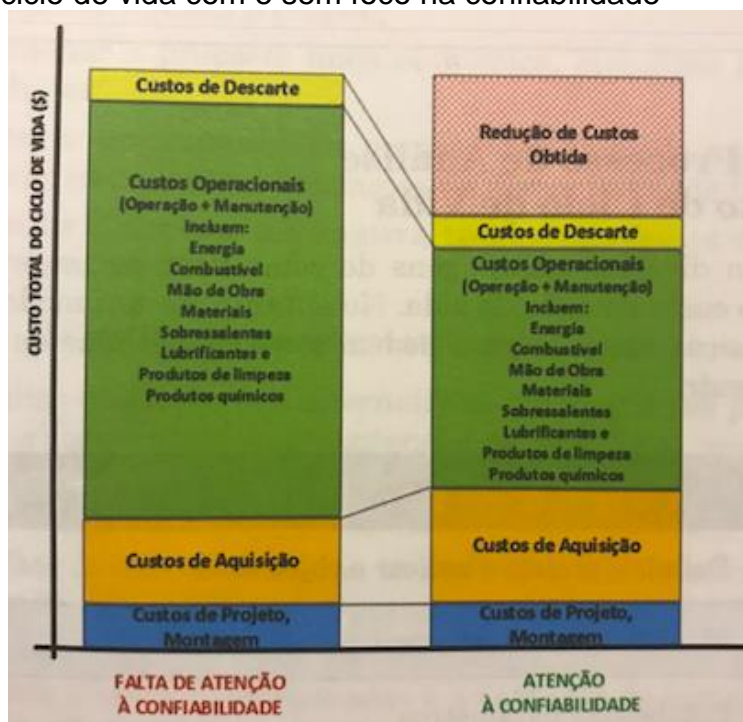 ciclo de vida com e sem foco na confiabilidade
CUSTO TOTAL DO CICLO DE VIDA ($)
Custos de Descarte
Custos Operacionais
(Operação + Manutenção)
Incluem:
Energia
Combustível
Mão de Obra
Materiais
Sobressalentes
Lubrificantes e
Produtos de limpeza
Produtos químicos
Custos de Aquisição
Custos de Projeto,
Montagem
FALTA DE ATENÇÃO
À CONFIABILIDADE
Redução de Custos
Obtida
Custos de Descarte
Custos Operacionais
(Operação + Manutenção)
Incluem:
Energia
Combustível
Mão de Obra
Materiais
Sobressalentes
Lubrificantes e
Produtos de limpeza
Produtos químicos
Custos de Aquisição
Custos de Projeto,
Montagem
ATENÇÃO
À CONFIABILIDADE